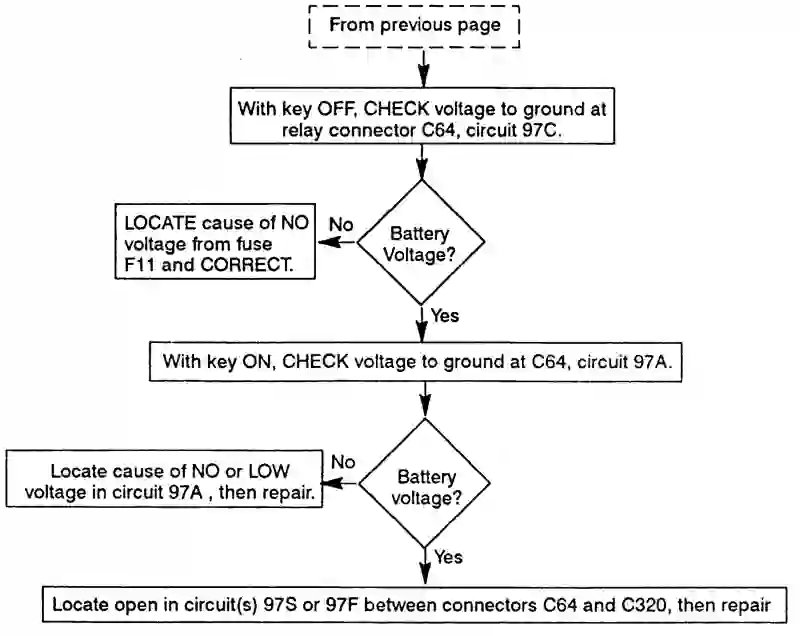 From previous page
With key OFF, CHECK voltage to ground at
relay connector C64, circuit 97C.
Battery
Voltage?
No
LOCATE cause of NO
voltage from fuse
F11 and CORRECT.
Yes
With key ON, CHECK voltage to ground at C64, circuit 97A.
Battery
voltage?
No
Locate cause of NO or LOW
voltage in circuit 97A , then repair.
Yes
Locate open in circuit(s) 97S or 97F between connectors C64 and C320, then repair